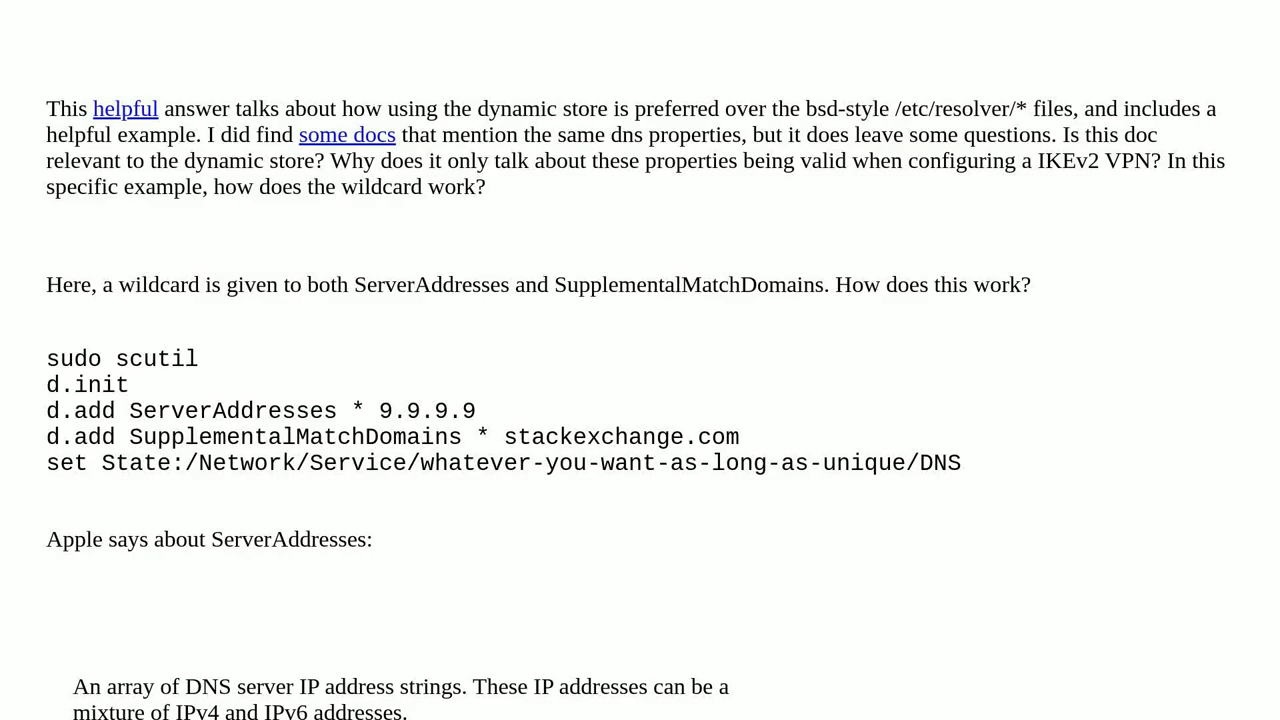 This helpful answer talks about how using the dynamic store is preferred over the bsd-style /etc/resolver/* files, and includes a
helpful example. I did find some docs that mention the same dns properties, but it does leave some questions. Is this doc
relevant to the dynamic store? Why does it only talk about these properties being valid when configuring a IKEv2 VPN? In this
specific example, how does the wildcard work?
Here, a wildcard is given to both ServerAddresses and SupplementalMatchDomains. How does this work?
sudo scutil
d.init
d.add ServerAddresses * 9.9.9.9
d.add SupplementalMatchDomains * stackexchange.com
set State:/Network/Service/whatever-you-want-as-long-as-unique/DNS
Apple says about ServerAddresses:
An array of DNS server IP address strings. These IP addresses can be a
mixture of IPv4 and IPv6 addresses.